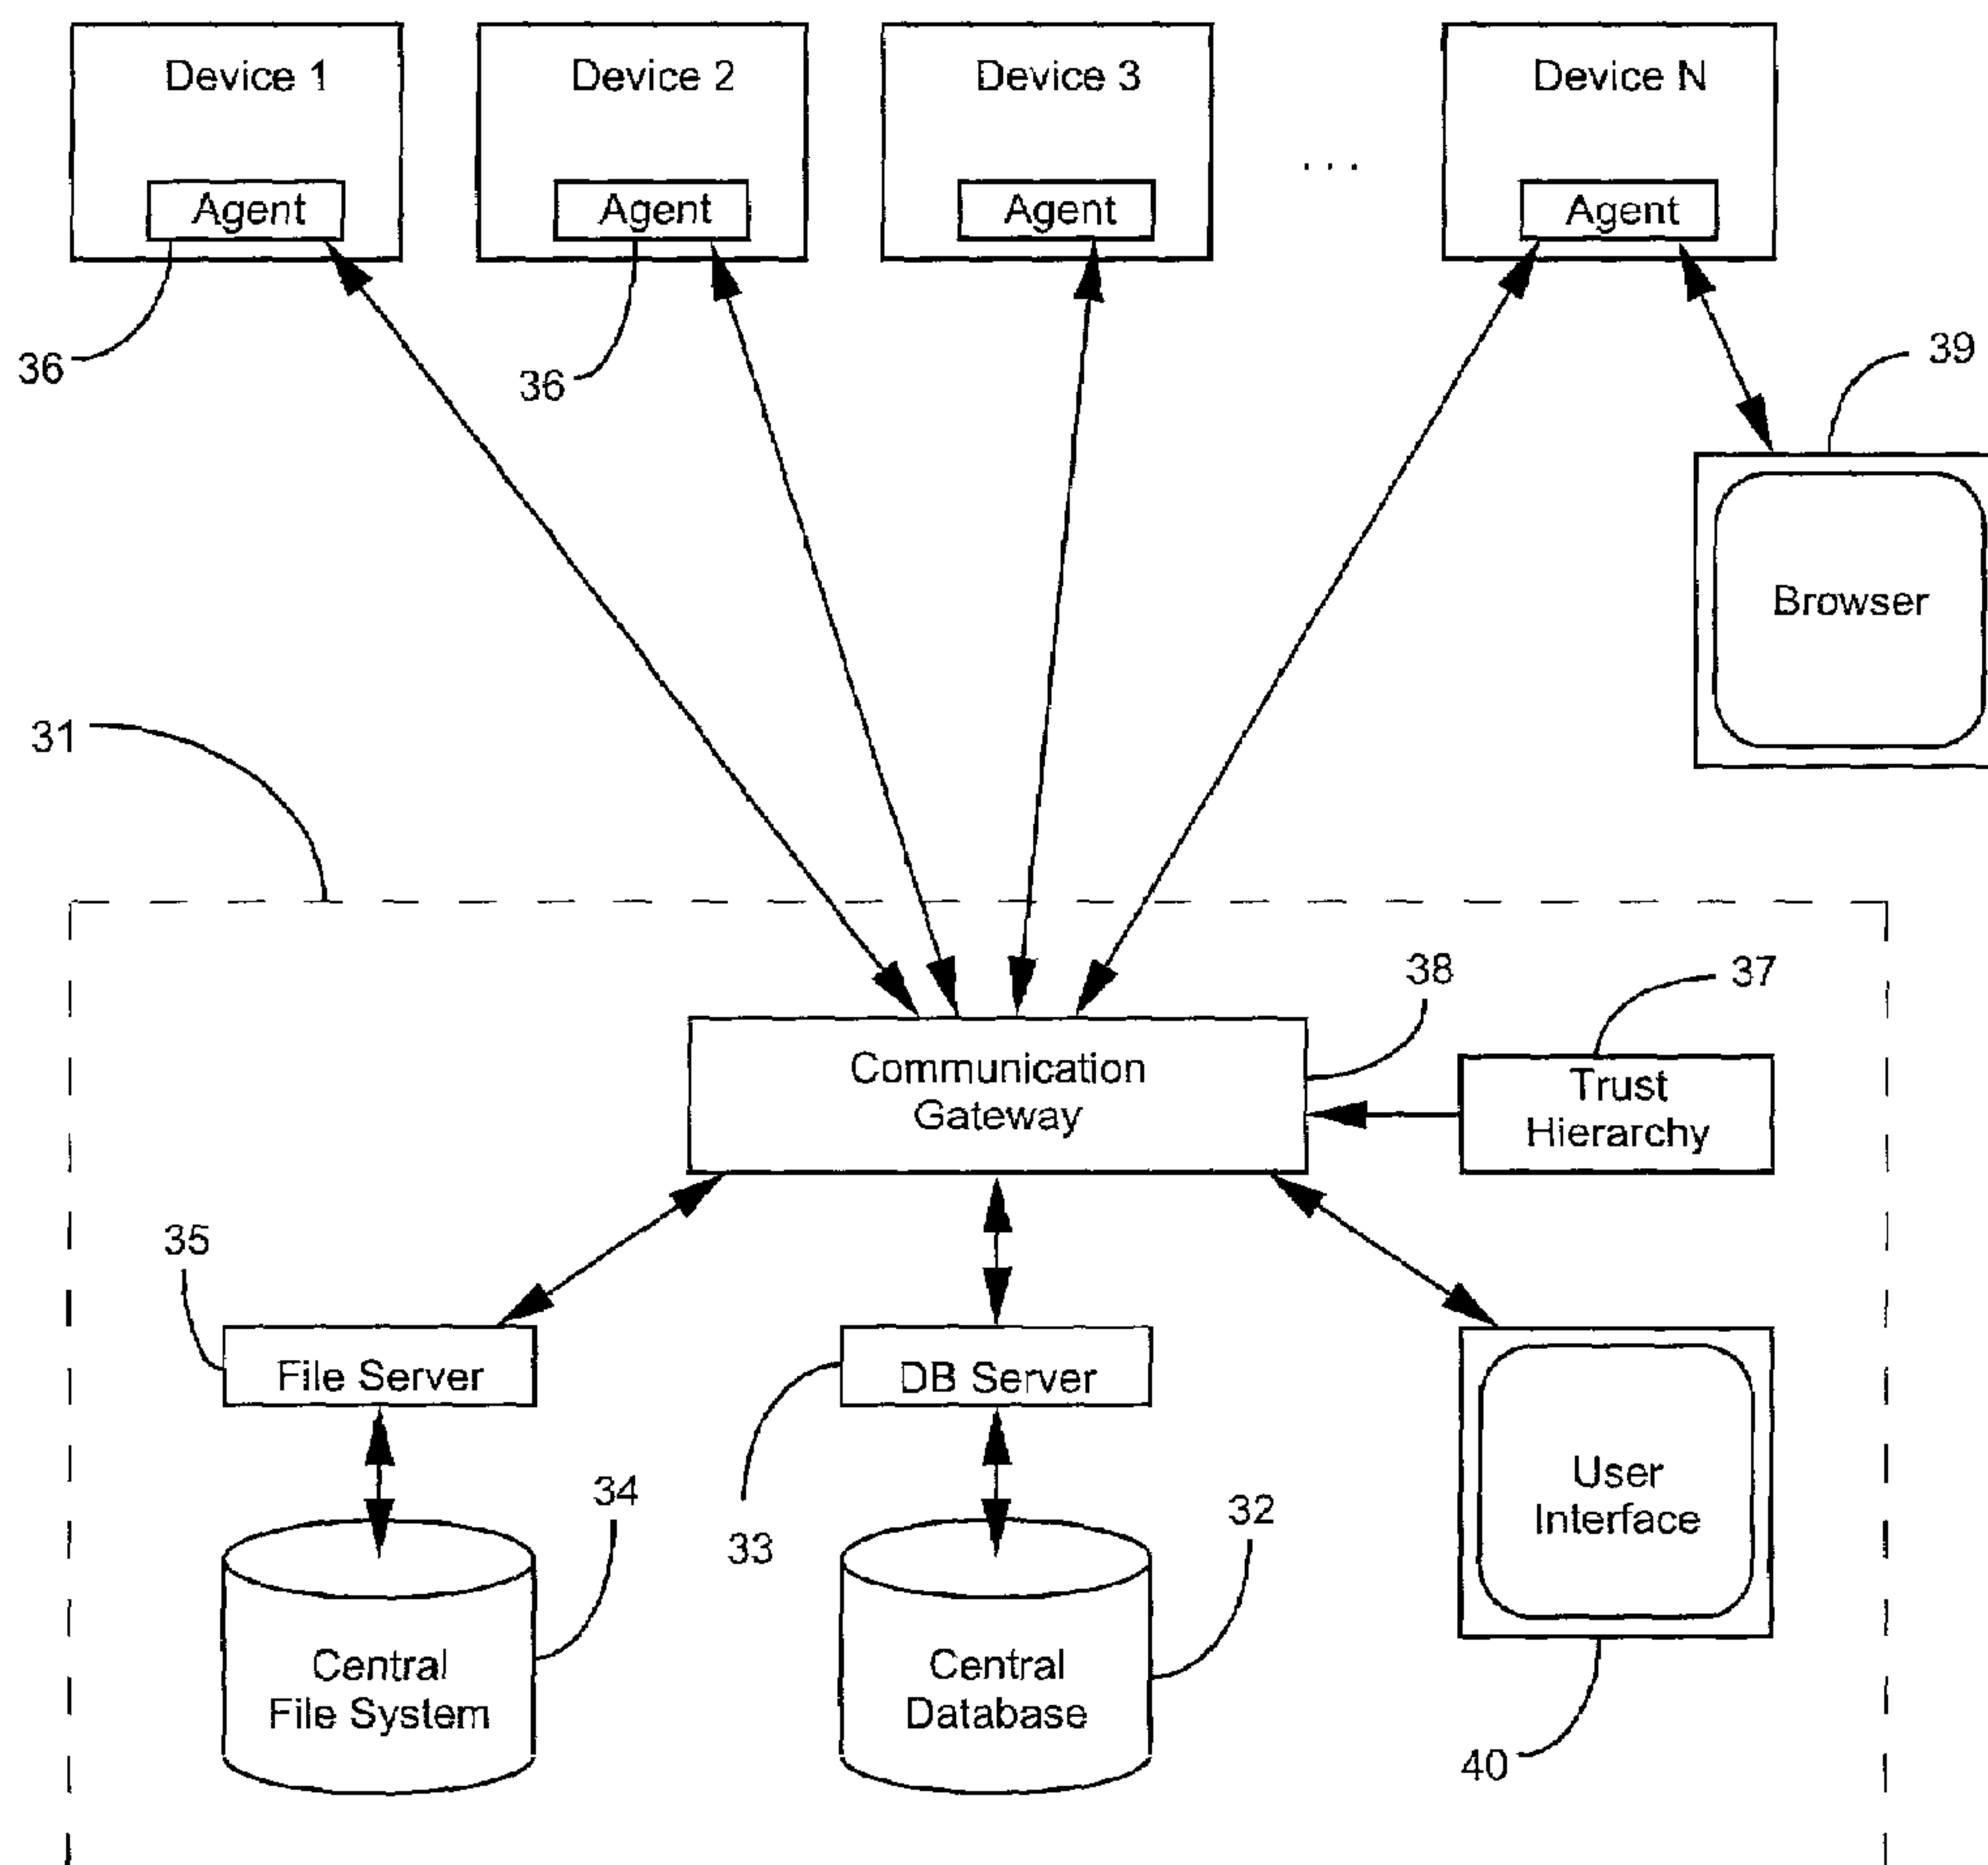 Device 1
Device 2
Device 3
Device N
...
Agent
Agent
Agent
Agent
36
36
39
Browser
31
38
37
Communication
Gateway
Trust
Hierarchy
35
File Server
DB Server
34
33
32
User
Interface
Central
File System
Central
Database
40